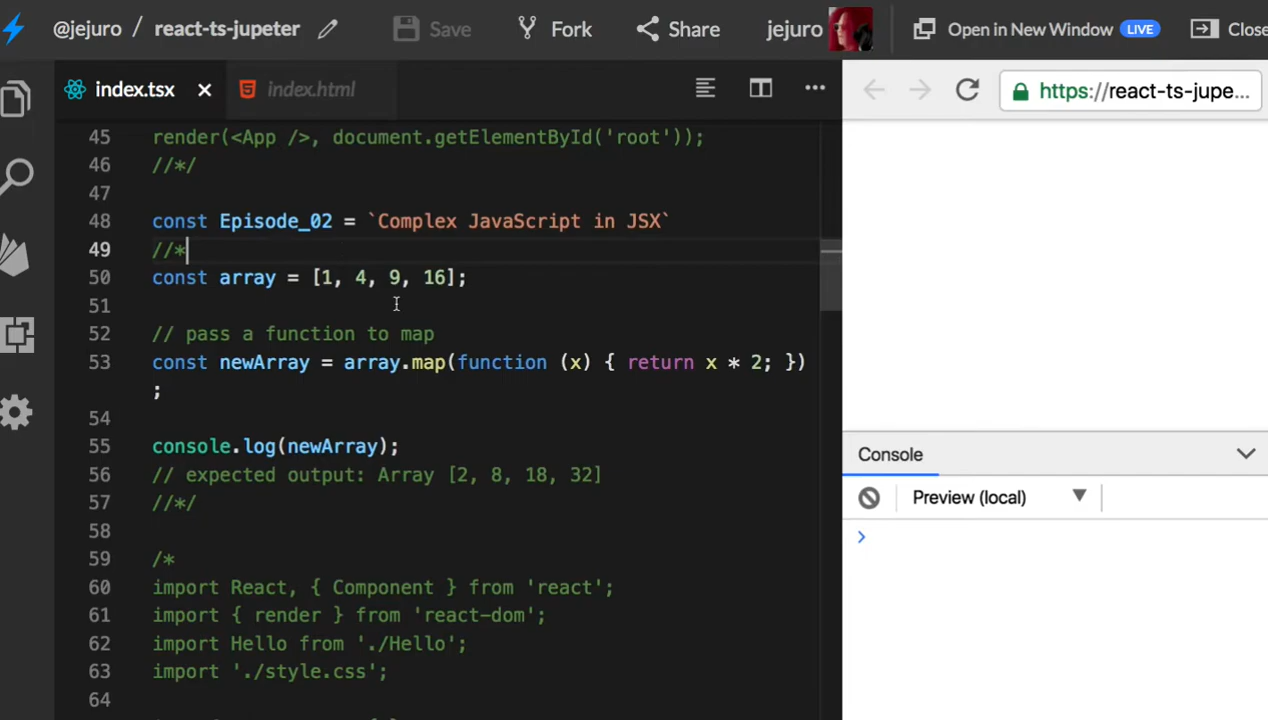 @jejuro / react-ts-jupeter
Save
Fork
Share
jejuro
Open in New Window LIVE
Close
index.tsx
index.html
https://react-ts-jupe...
45 render(<App />, document.getElementById('root'));
46 //*/
47
48 const Episode_02 = `Complex JavaScript in JSX`
49 //*
50 const array = [1, 4, 9, 16];
51
52 // pass a function to map
53 const newArray = array.map(function (x) { return x * 2; })
;
54
55 console.log(newArray);
56 // expected output: Array [2, 8, 18, 32]
57 //*/
58
59 /*
60 import React, { Component } from 'react';
61 import { render } from 'react-dom';
62 import Hello from './Hello';
63 import './style.css';
64
Console
Preview (local)